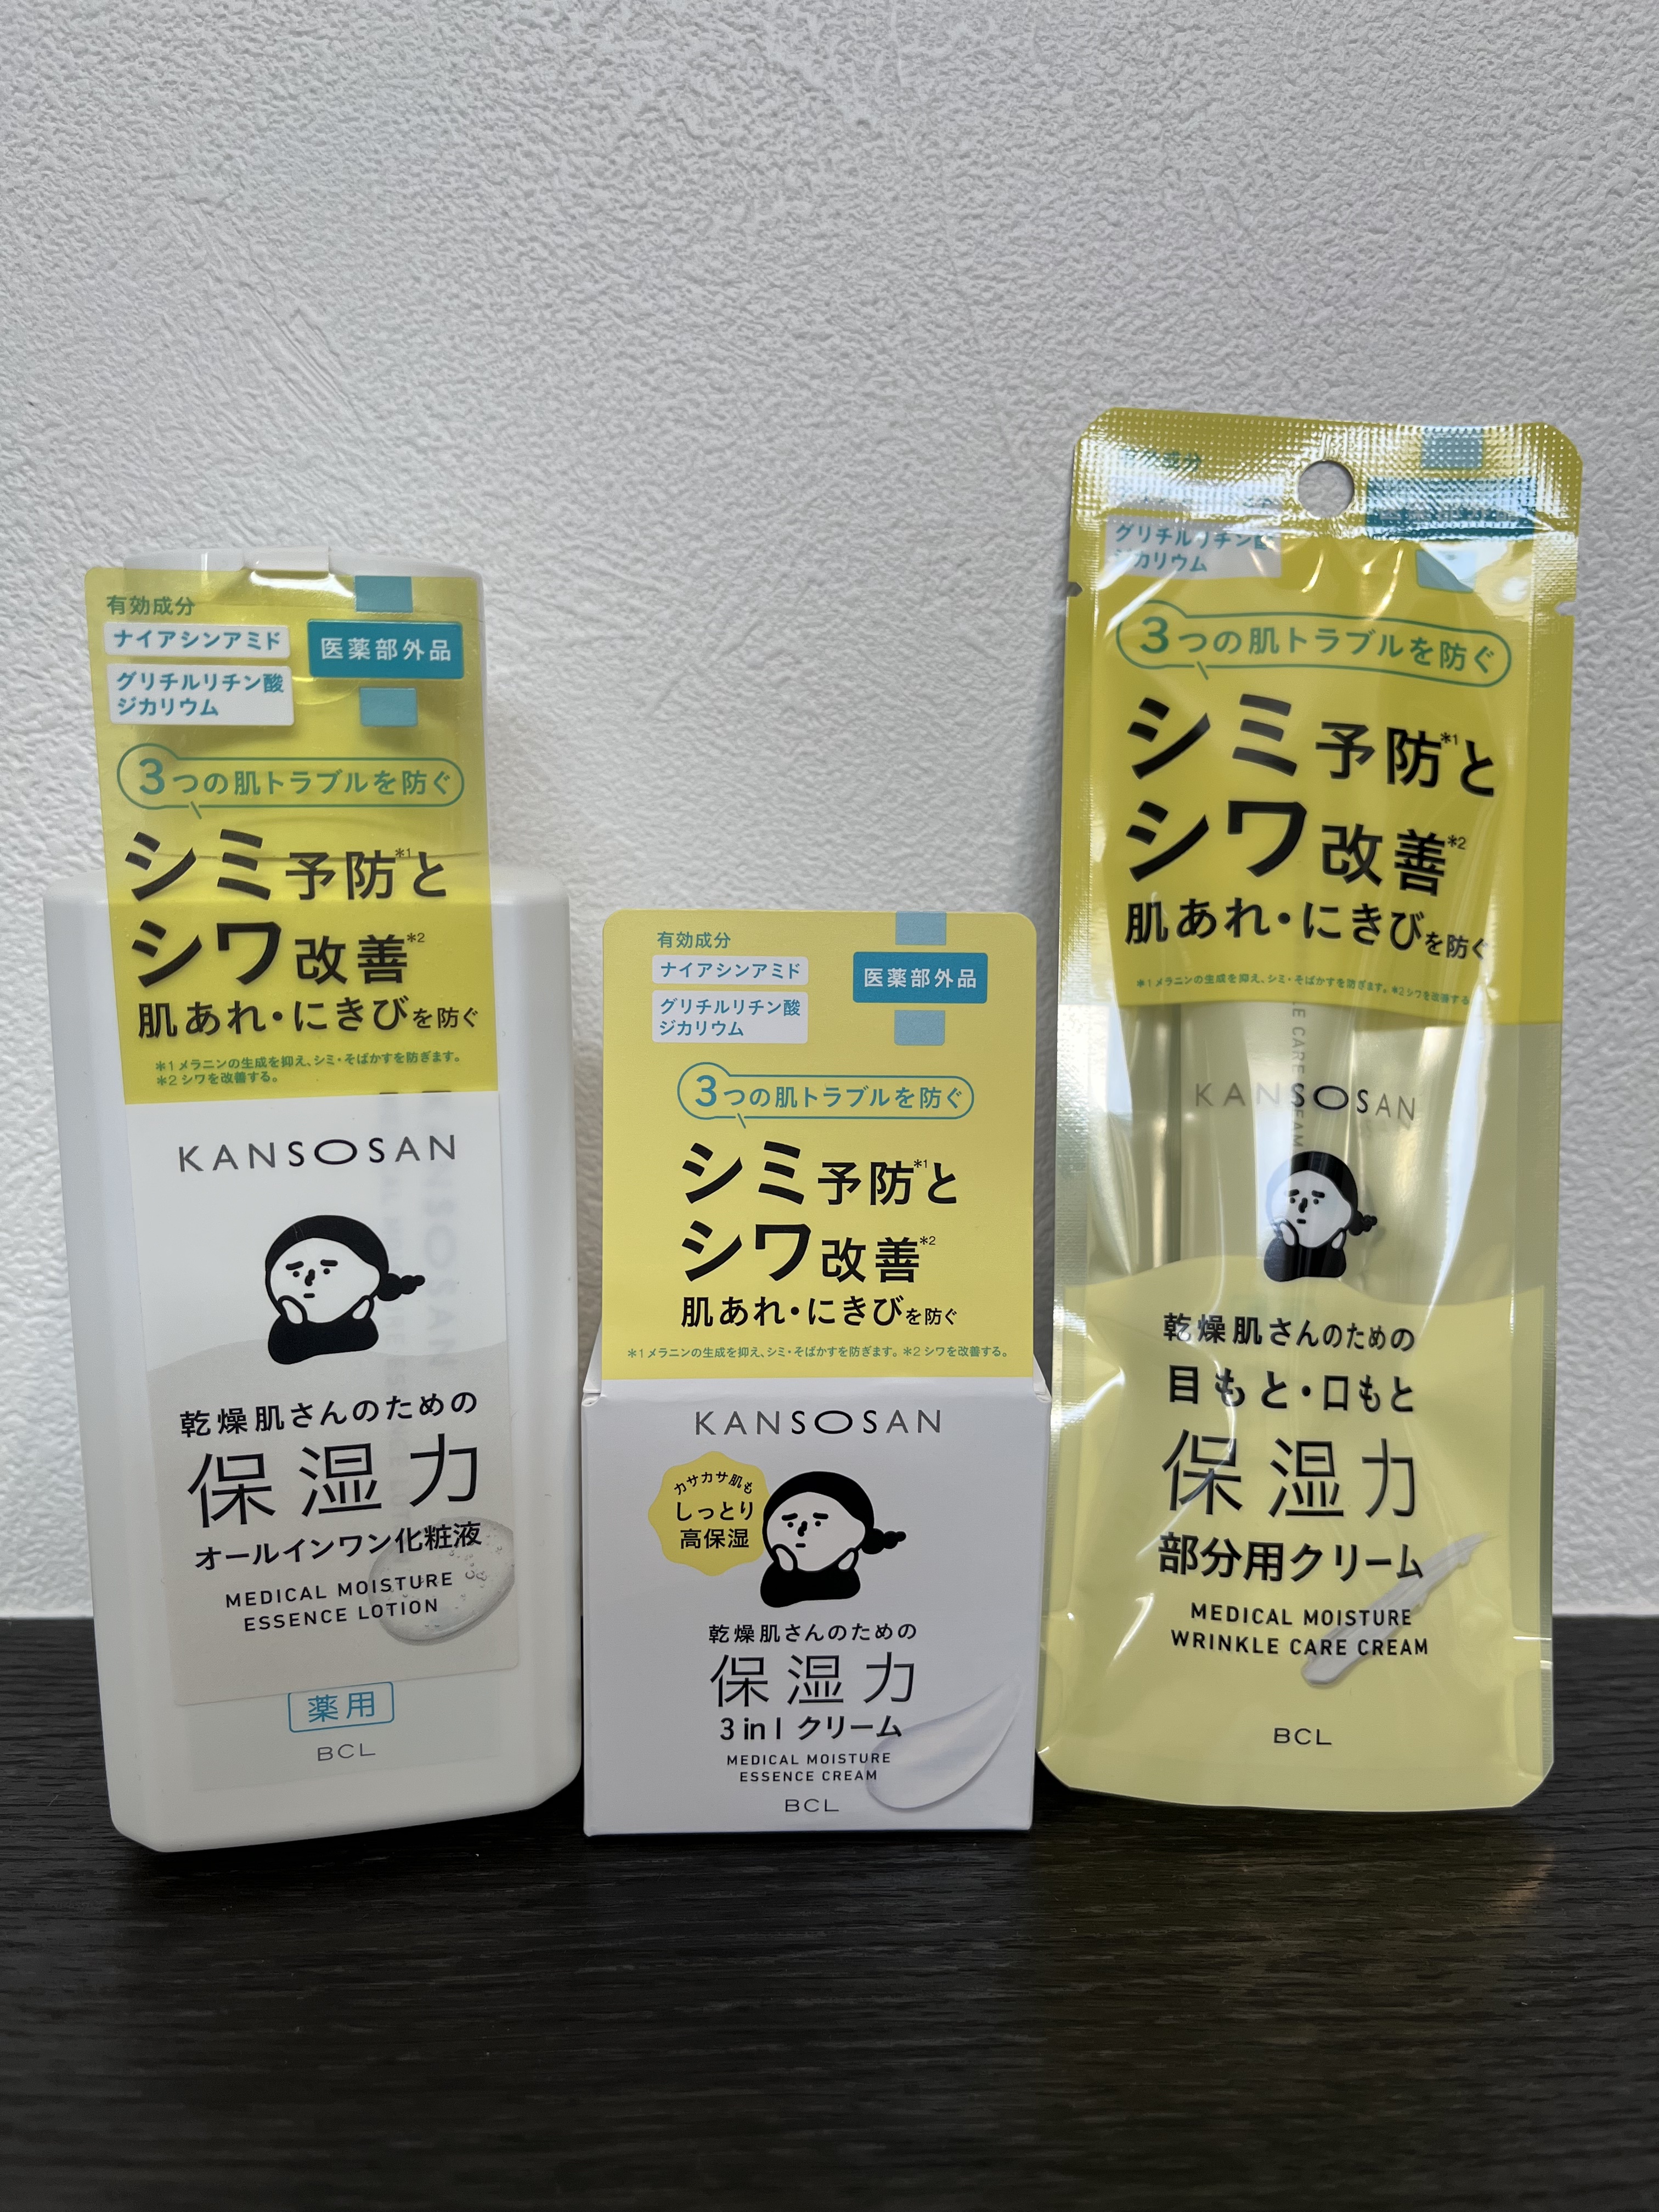 有効成分
ナイアシンアミド
グリチルリチン酸
ジカリウム
医薬部外品
3つの肌トラブルを防ぐ
シミ予防*1と
シワ改善*2
肌あれ・にきびを防ぐ
*1 メラニンの生成を抑え、シミ・そばかすを防ぎます。
*2 シワを改善する。
KANSOSAN
乾燥肌さんのための
保湿力
オールインワン化粧液
MEDICAL MOISTURE
ESSENCE LOTION
薬用
BCL
有効成分
ナイアシンアミド
グリチルリチン酸
ジカリウム
医薬部外品
3つの肌トラブルを防ぐ
シミ予防*1と
シワ改善*2
肌あれ・にきびを防ぐ
*1 メラニンの生成を抑え、シミ・そばかすを防ぎます。 *2 シワを改善する。
KANSOSAN
カサカサ肌も
しっとり
高保湿
乾燥肌さんのための
保湿力
3 in 1 クリーム
MEDICAL MOISTURE
ESSENCE CREAM
BCL
グリチルリチン酸
ジカリウム
3つの肌トラブルを防ぐ
シミ予防*1と
シワ改善*2
肌あれ・にきびを防ぐ
*1 メラニンの生成を抑え、シミ・そばかすを防ぎます。 *2 シワを改善する
KANSOSAN
乾燥肌さんのための
目もと・口もと
保湿力
部分用クリーム
MEDICAL MOISTURE
WRINKLE CARE CREAM
BCL